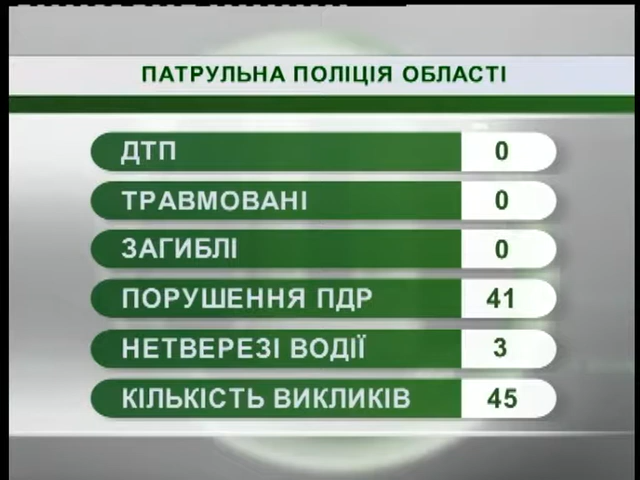 ПАТРУЛЬНА ПОЛІЦІЯ ОБЛАСТІ
ДТП 0
ТРАВМОВАНІ 0
ЗАГИБЛІ 0
ПОРУШЕННЯ ПДР 41
НЕТВЕРЕЗІ ВОДІЇ 3
КІЛЬКІСТЬ ВИКЛИКІВ 45